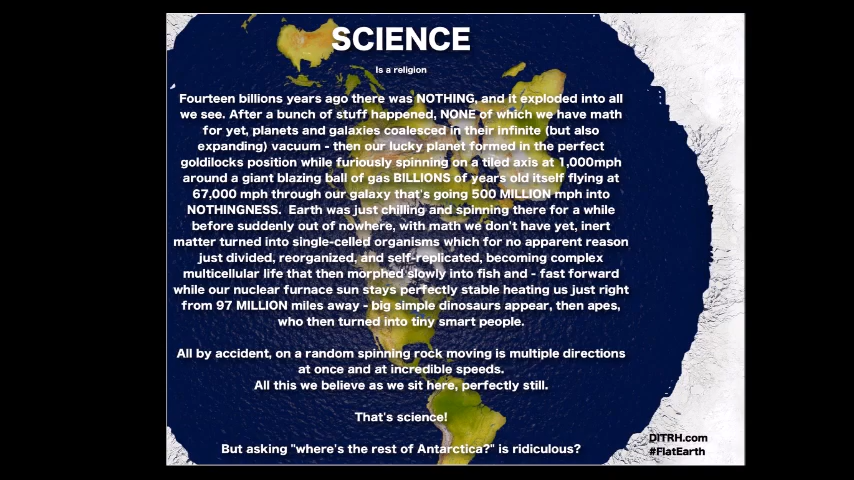 SCIENCE
Is a religion
Fourteen billions years ago there was NOTHING, and it exploded into all
we see. After a bunch of stuff happened, NONE of which we have math
for yet, planets and galaxies coalesced in their infinite (but also
expanding) vacuum - then our lucky planet formed in the perfect
goldilocks position while furiously spinning on a tiled axis at 1,000mph
around a giant blazing ball of gas BILLIONS of years old itself flying at
67,000 mph through our galaxy that's going 500 MILLION mph into
NOTHINGNESS. Earth was just chilling and spinning there for a while
before suddenly out of nowhere, with math we don't have yet, inert
matter turned into single-celled organisms which for no apparent reason
just divided, reorganized, and self-replicated, becoming complex
multicellular life that then morphed slowly into fish and - fast forward
while our nuclear furnace sun stays perfectly stable heating us just right
from 97 MILLION miles away - big simple dinosaurs appear, then apes,
who then turned into tiny smart people.
All by accident, on a random spinning rock moving is multiple directions
at once and at incredible speeds.
All this we believe as we sit here, perfectly still.
That's science!
But asking "where's the rest of Antarctica?" is ridiculous?
DITRH.com
#FlatEarth